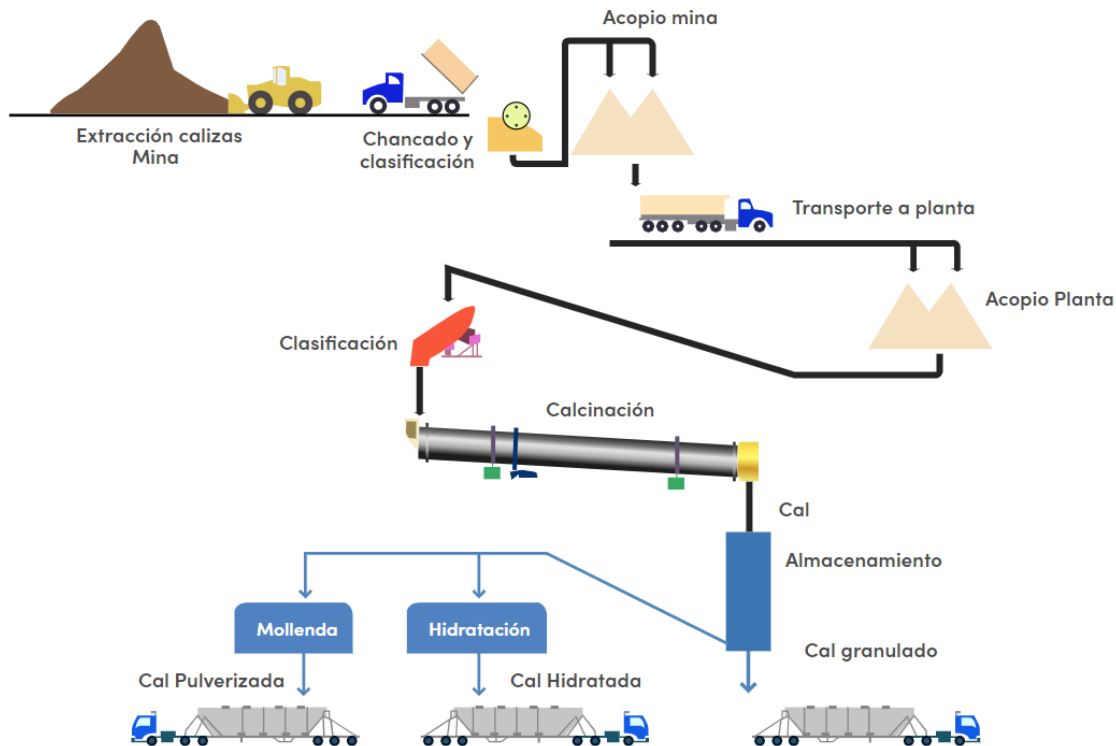 Acopio mina
Extracción calizas
Mina
Chancado y
clasificación
Transporte a planta
Acopio Planta
Clasificación
Calcinación
Cal
Almacenamiento
Mollenda
Hidratación
Cal granulado
Cal Pulverizada
Cal Hidratada